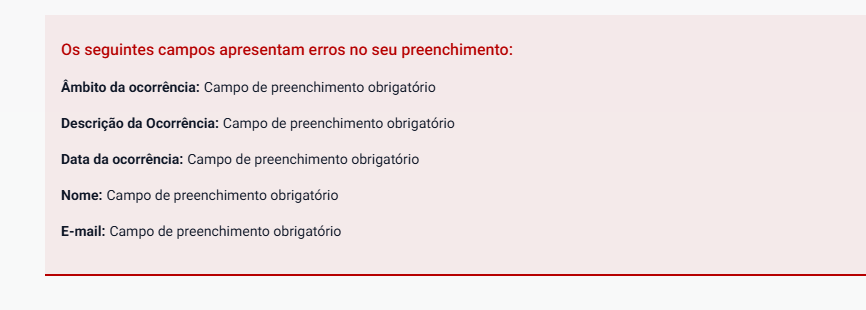 Os seguintes campos apresentam erros no seu preenchimento:
Âmbito da ocorrência: Campo de preenchimento obrigatório
Descrição da Ocorrência: Campo de preenchimento obrigatório
Data da ocorrência: Campo de preenchimento obrigatório
Nome: Campo de preenchimento obrigatório
E-mail: Campo de preenchimento obrigatório